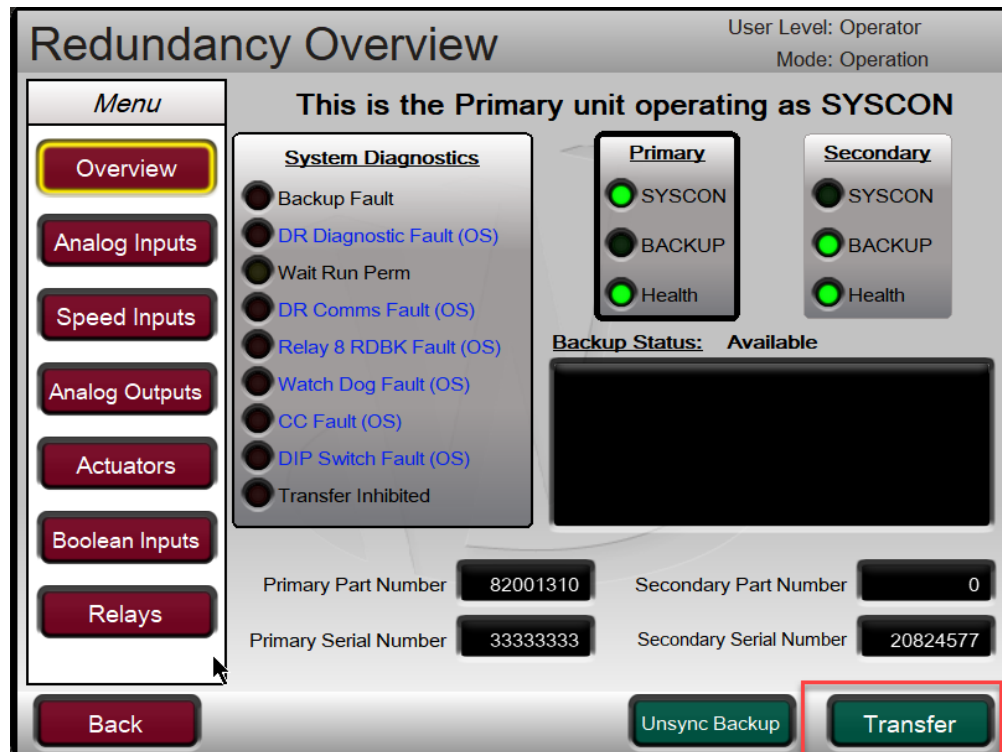 Redundancy Overview
User Level: Operator
Mode: Operation
Menu
Overview
Analog Inputs
Speed Inputs
Analog Outputs
Actuators
Boolean Inputs
Relays
This is the Primary unit operating as SYSCON
System Diagnostics
Backup Fault
DR Diagnostic Fault (OS)
Wait Run Perm
DR Comms Fault (OS)
Relay 8 RDBK Fault (OS)
Watch Dog Fault (OS)
CC Fault (OS)
DIP Switch Fault (OS)
Transfer Inhibited
Primary
SYSCON
BACKUP
Health
Secondary
SYSCON
BACKUP
Health
Backup Status: Available
Primary Part Number 82001310
Secondary Part Number 0
Primary Serial Number 33333333
Secondary Serial Number 20824577
Back
Unsync Backup
Transfer